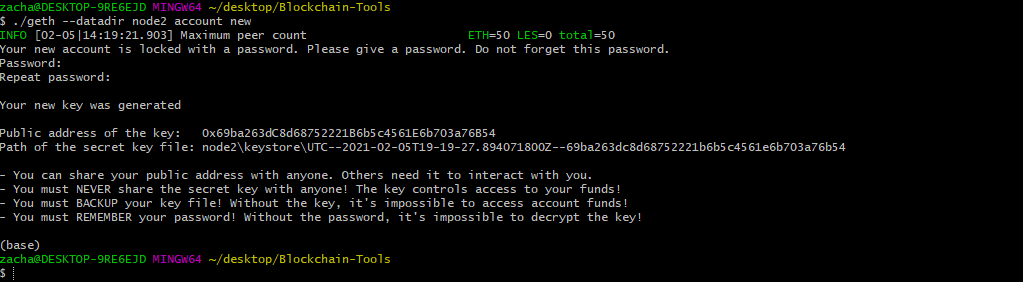 zacha@DESKTOP-9RE6EJD MINGW64 ~/desktop/Blockchain-Tools
$ ./geth --datadir node2 account new
INFO [02-05|14:19:21.903] Maximum peer count                       ETH=50 LES=0 total=50
Your new account is locked with a password. Please give a password. Do not forget this password.
Password:
Repeat password:

Your new key was generated

Public address of the key:   0x69ba263dC8d68752221B6b5c4561E6b703a76B54
Path of the secret key file: node2\keystore\UTC--2021-02-05T19-19-27.894071800Z--69ba263dc8d68752221b6b5c4561e6b703a76b54

- You can share your public address with anyone. Others need it to interact with you.
- You must NEVER share the secret key with anyone! The key controls access to your funds!
- You must BACKUP your key file! Without the key, it's impossible to access account funds!
- You must REMEMBER your password! Without the password, it's impossible to decrypt the key!

(base)
zacha@DESKTOP-9RE6EJD MINGW64 ~/desktop/Blockchain-Tools
$